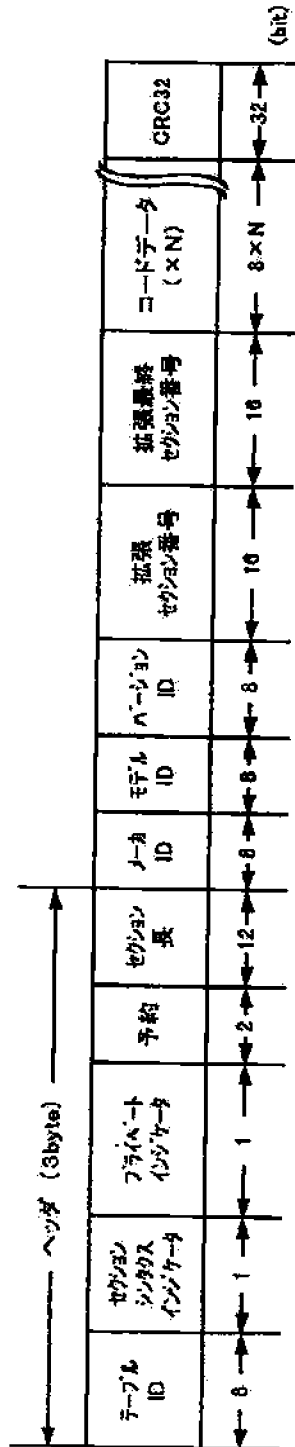 ヘッダ (3byte)
テーブル
ID
セクション
シンタクス
インジケータ
プライベート
インジケータ
予約
セクション
長
メーカ
ID
モデル
ID
バージョン
ID
拡張
セクション番号
拡張最終
セクション番号
コードデータ
(×N)
CRC32
8
1
1
2
12
8
8
8
16
16
8×N
32
(bit)